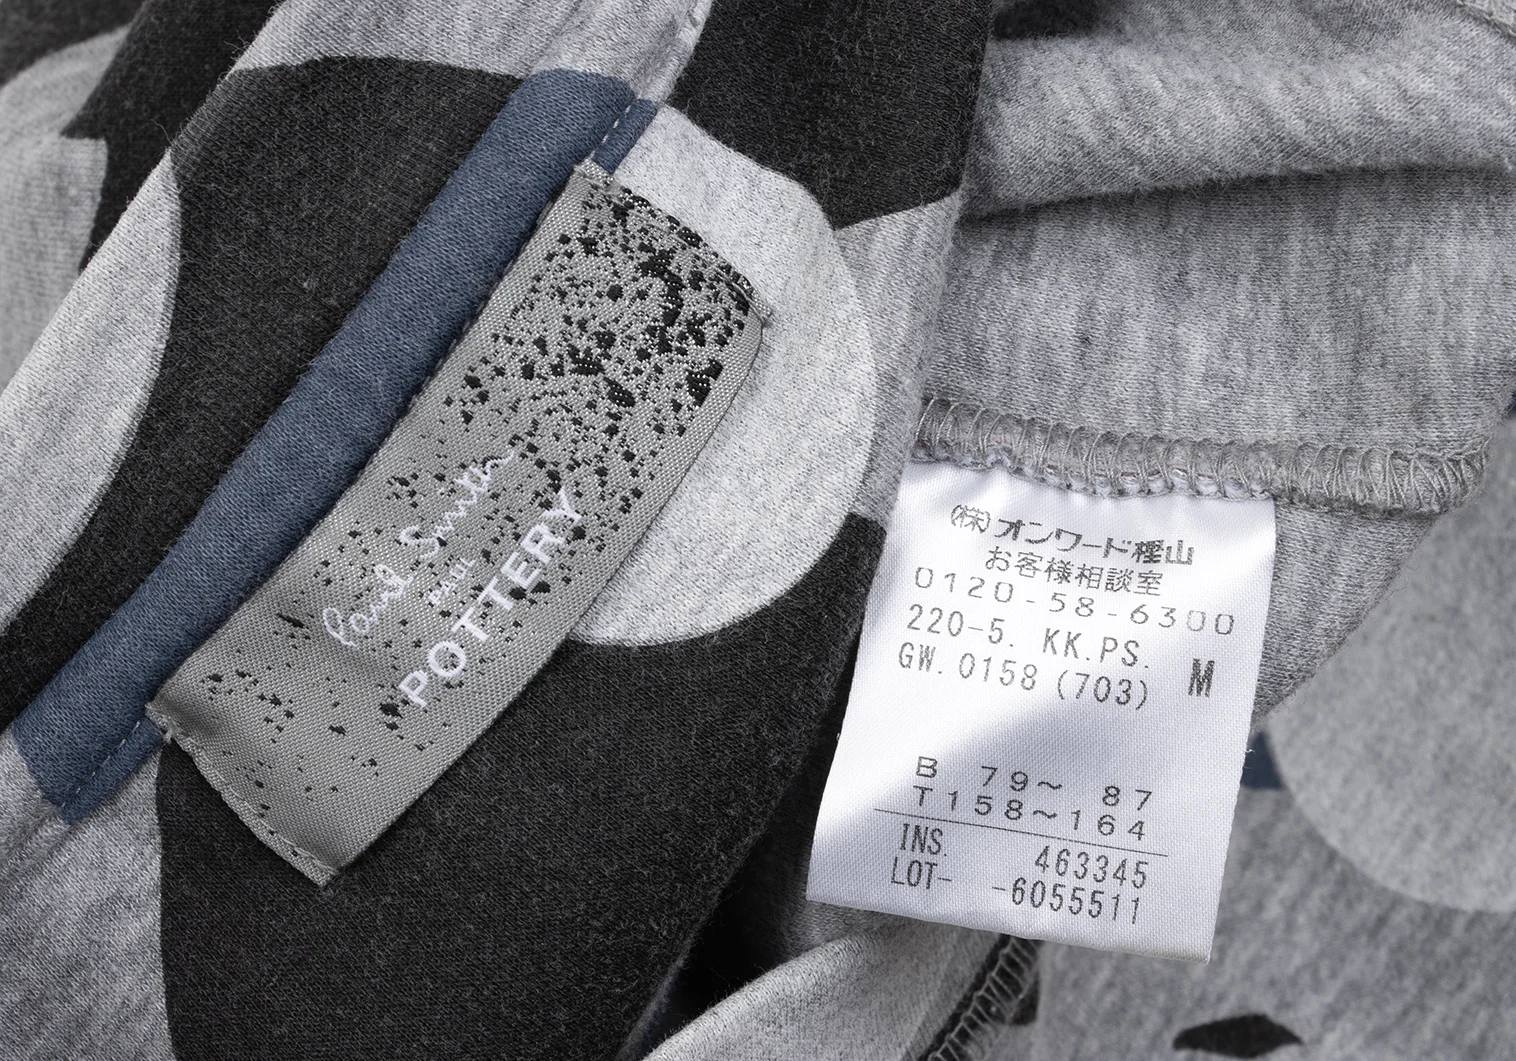 Paul Smith
POTTERY
(株)オンワード樫山
お客様相談室
0120-58-6300
220-5. KK.PS. M
GW.0158 (703)
B 79~ 87
T158~164
INS. 463345
LOT- -6055511